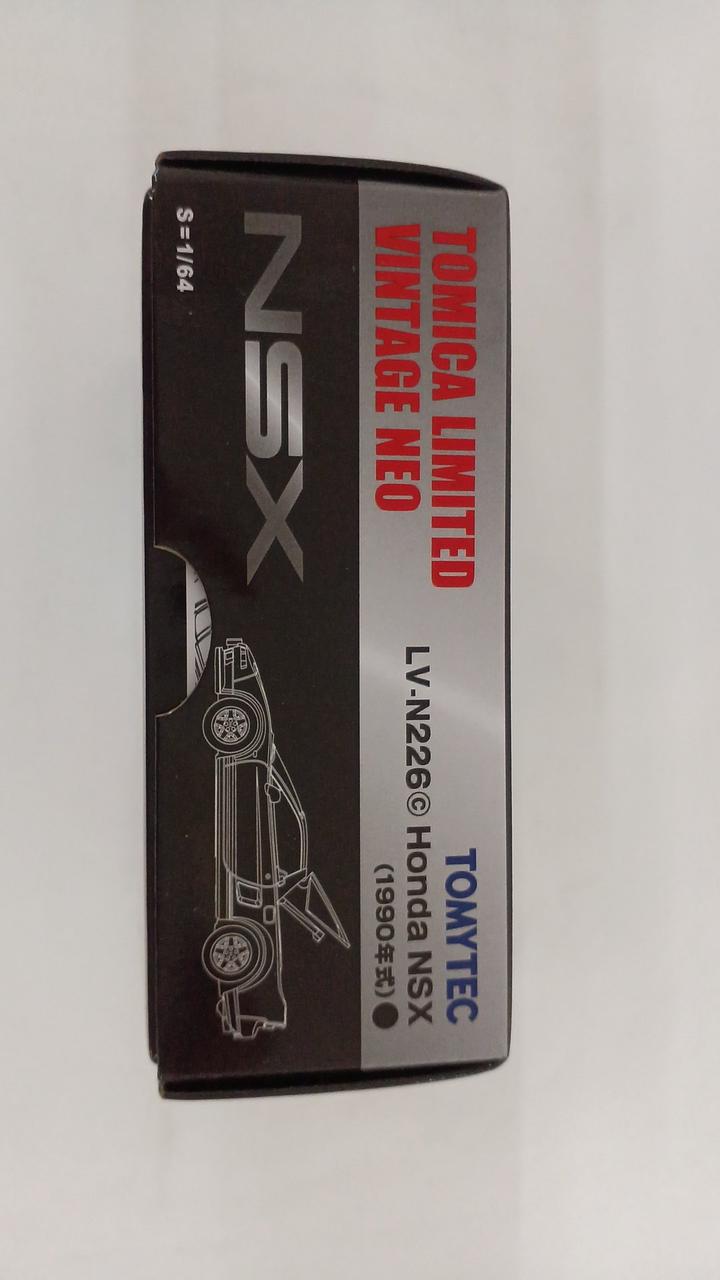 TOMICA LIMITED
VINTAGE NEO
TOMYTEC
LV-N226© Honda NSX
(1990年式)●
NSX
S=1/64